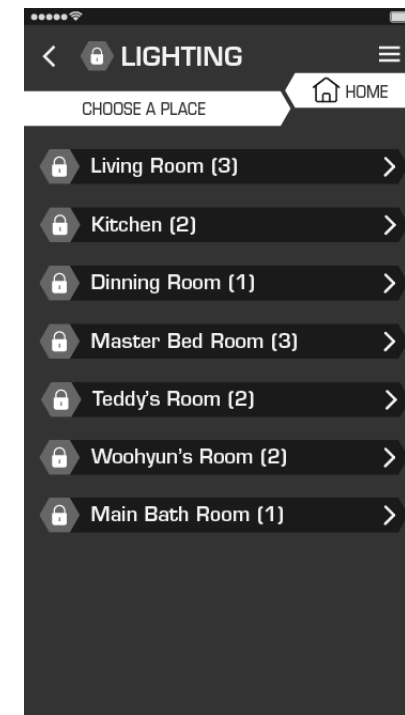 LIGHTING
HOME
CHOOSE A PLACE
Living Room (3)
Kitchen (2)
Dinning Room (1)
Master Bed Room (3)
Teddy's Room (2)
Woohyun's Room (2)
Main Bath Room (1)